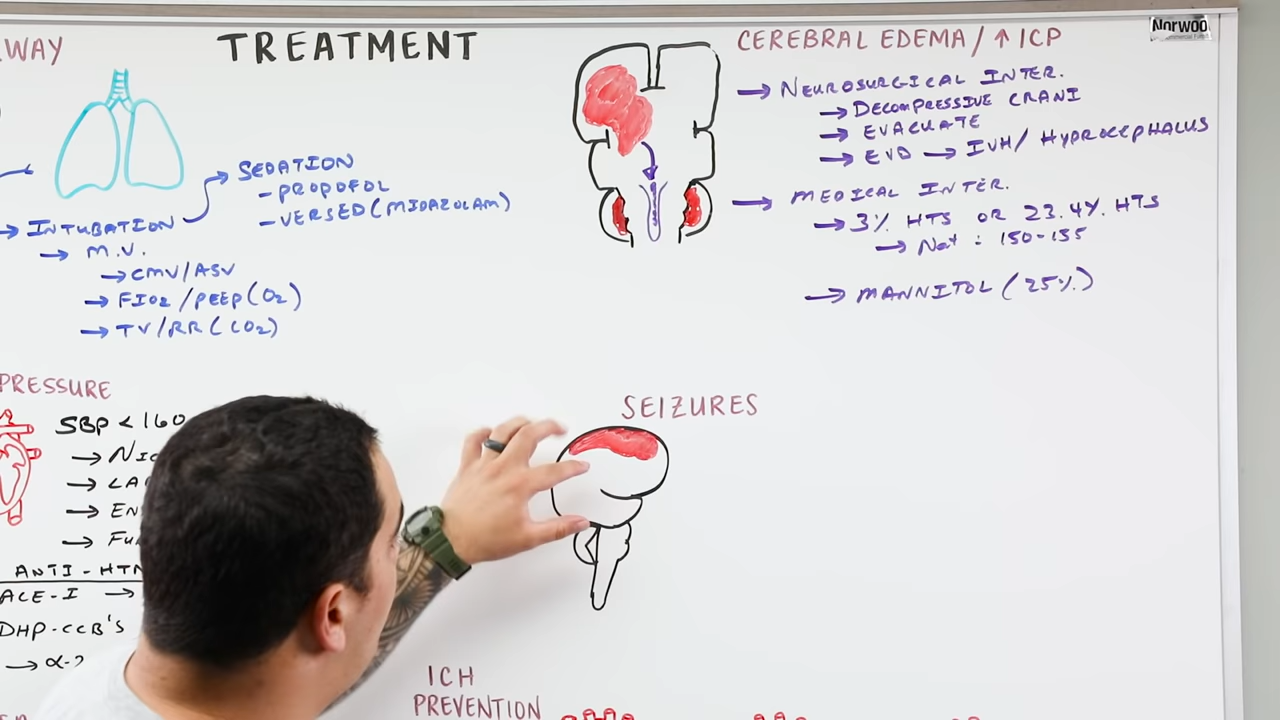 TREATMENT
SEDATION
- PROPOFOL
- VERSED (MIDAZOLAM)
→ INTUBATION
→ M.V.
→ CMV/ASV
→ FIO2/PEEP (O2)
→ TV/RR (CO2)
CEREBRAL EDEMA/↑ICP
Norwoo
→ NEUROSURGICAL INTER.
→ DECOMPRESSIVE CRANI
→ EVACUATE
→ EVD → IVH/HYDROCEPHALUS
→ MEDICAL INTER.
→ 3% HTS OR 23.4% HTS
→ Na+ : 150-155
→ MANNITOL (25%)
PRESSURE
SBP < 160
→ NIC
→ LA
→ EN
→ FU
ANTI-HTN
ACE-I →
DHP-CCB'S
→ α-2
SEIZURES
ICH
PREVENTION